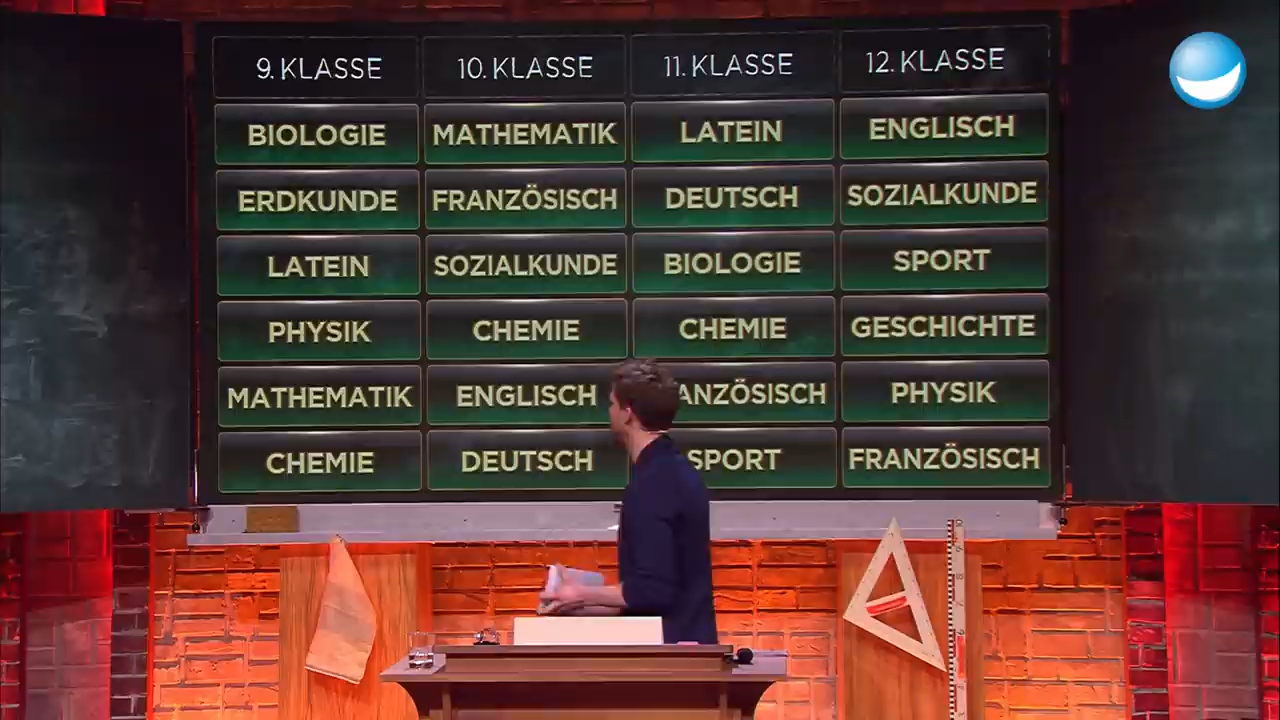 9. KLASSE 10. KLASSE 11. KLASSE 12. KLASSE
BIOLOGIE MATHEMATIK LATEIN ENGLISCH
ERDKUNDE FRANZÖSISCH DEUTSCH SOZIALKUNDE
LATEIN SOZIALKUNDE BIOLOGIE SPORT
PHYSIK CHEMIE CHEMIE GESCHICHTE
MATHEMATIK ENGLISCH ANZÖSISCH PHYSIK
CHEMIE DEUTSCH SPORT FRANZÖSISCH